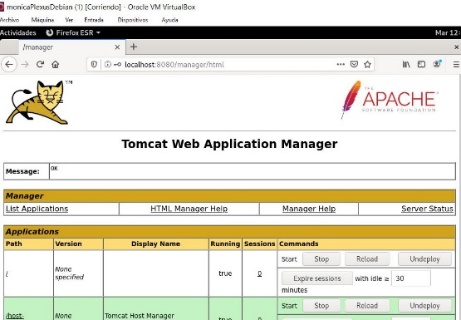 monicaPlexusDebian (1) [Corriendo] - Oracle VM VirtualBox
Archivo Máquina Ver Entrada Dispositivos Ayuda
Actividades Firefox ESR Mar 12
/manager × +
localhost:8080/manager/html
TM
THE
APACHE
SOFTWARE FOUNDATION
Tomcat Web Application Manager
Message: OK
Manager
List Applications HTML Manager Help Manager Help Server Status
Applications
Path Version Display Name Running Sessions Commands
/ None specified true 0 Start Stop Reload Undeploy
Expire sessions with idle ≥ 30 minutes
/host- None Tomcat Host Manager true 0 Start Stop Reload Undeploy